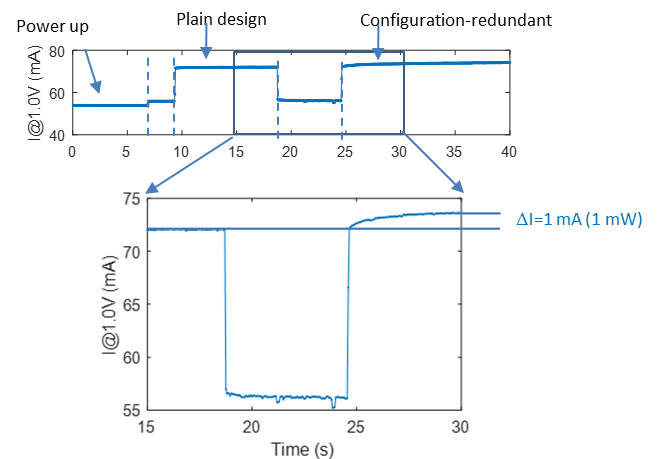 Power up
Plain design
Configuration-redundant
I@1.0V (mA)
80
60
40
0 5 10 15 20 25 30 35 40
75
70
65
60
55
I@1.0V (mA)
15 20 25 30
Time (s)
ΔI=1 mA (1 mW)